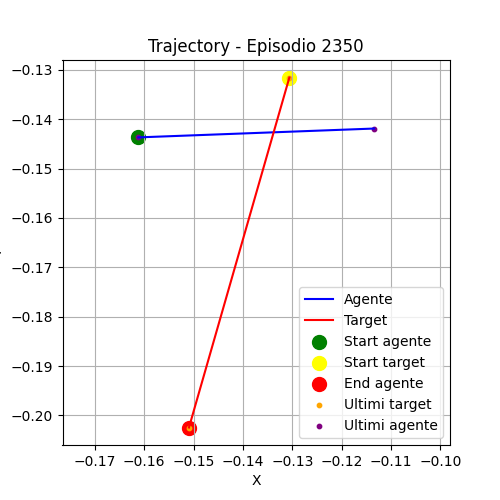 Trajectory - Episodio 2350
−0.13
−0.14
−0.15
−0.16
−0.17
−0.18
−0.19
−0.20
Agente
Target
Start agente
Start target
End agente
Ultimi target
Ultimi agente
−0.17 −0.16 −0.15 −0.14 −0.13 −0.12 −0.11 −0.10
X